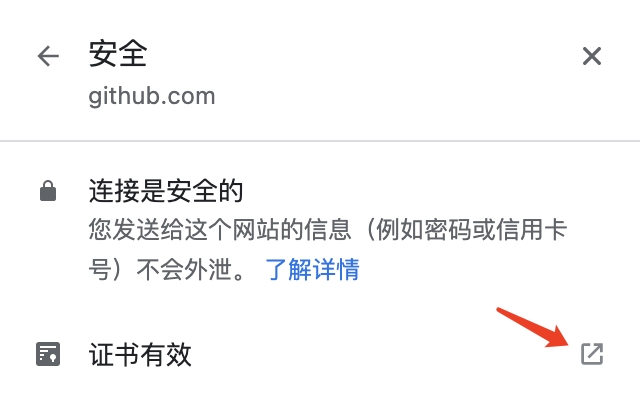 安全
github.com
连接是安全的
您发送给这个网站的信息（例如密码或信用卡
号）不会外泄。 了解详情
证书有效